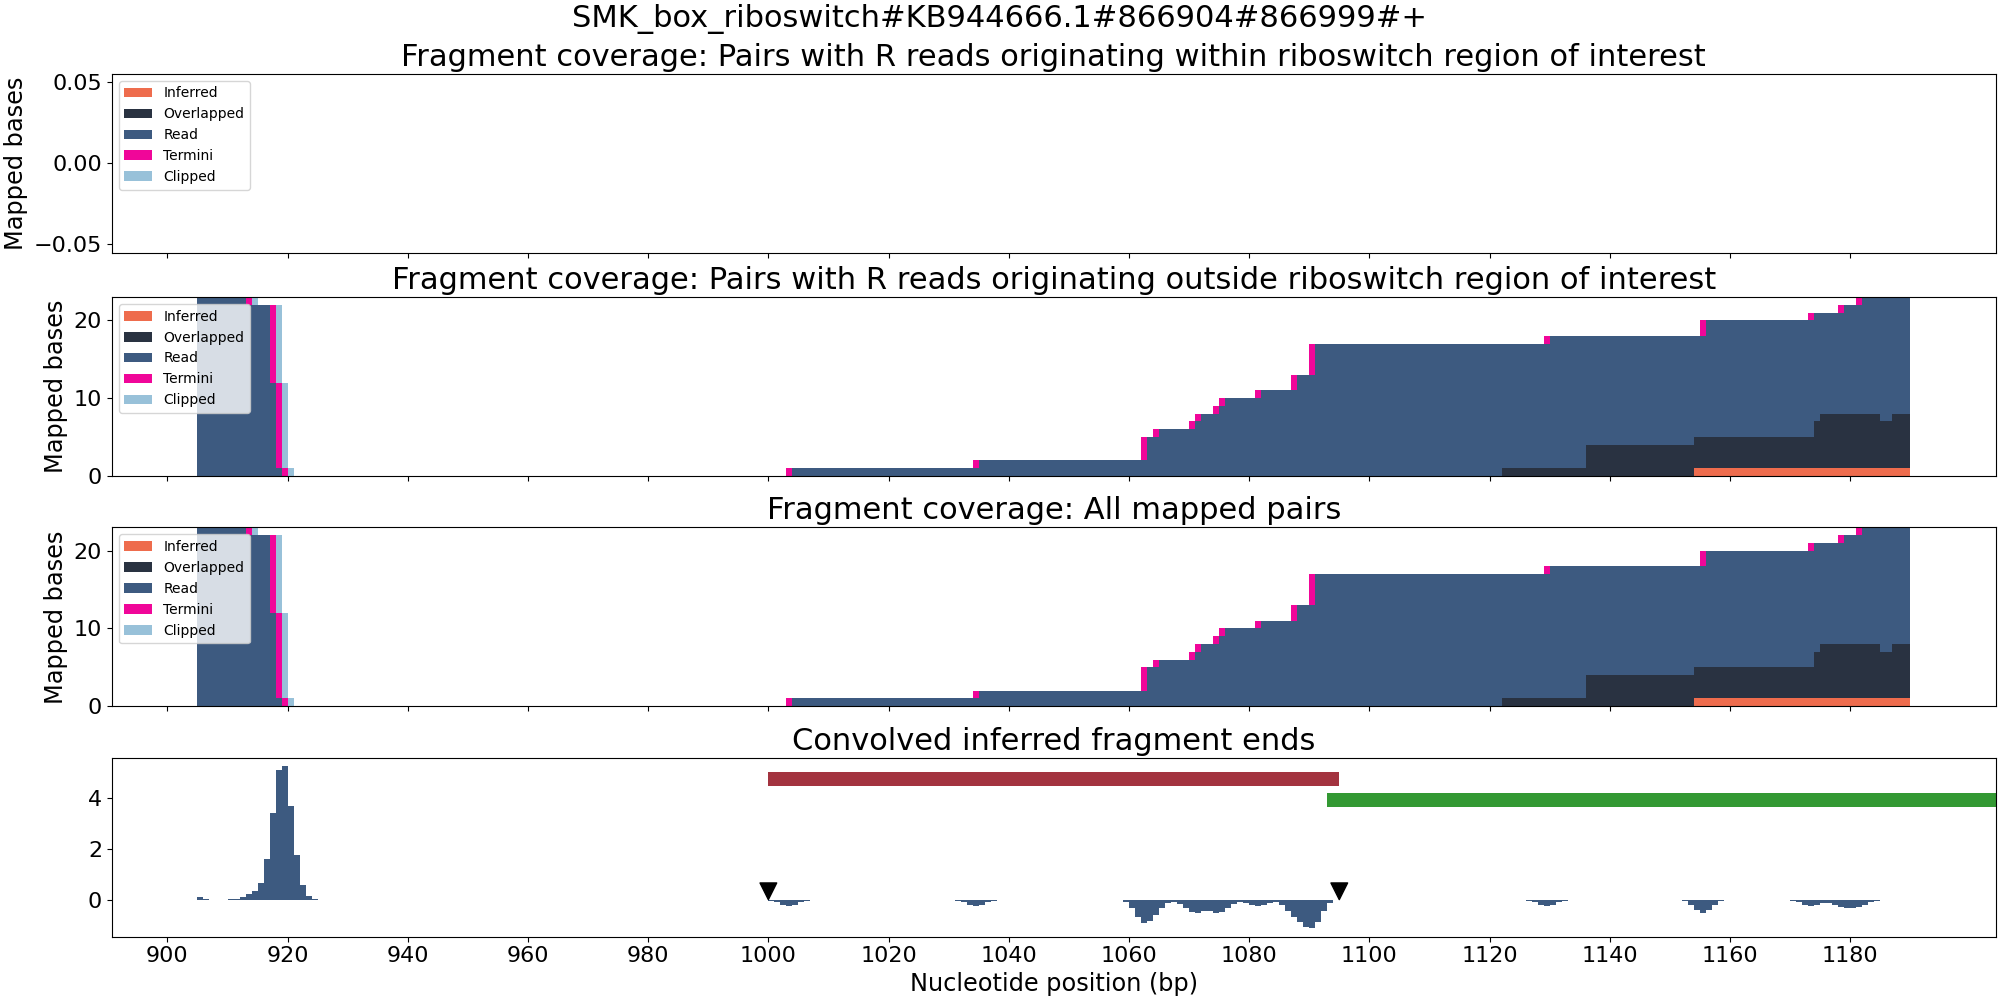 SMK_box_riboswitch#KB944666.1#866904#866999#+
Fragment coverage: Pairs with R reads originating within riboswitch region of interest
Mapped bases
0.05
0.00
−0.05
Inferred
Overlapped
Read
Termini
Clipped
Fragment coverage: Pairs with R reads originating outside riboswitch region of interest
Mapped bases
20
10
0
Inferred
Overlapped
Read
Termini
Clipped
Fragment coverage: All mapped pairs
Mapped bases
20
10
0
Inferred
Overlapped
Read
Termini
Clipped
Convolved inferred fragment ends
4
2
0
900 920 940 960 980 1000 1020 1040 1060 1080 1100 1120 1140 1160 1180
Nucleotide position (bp)